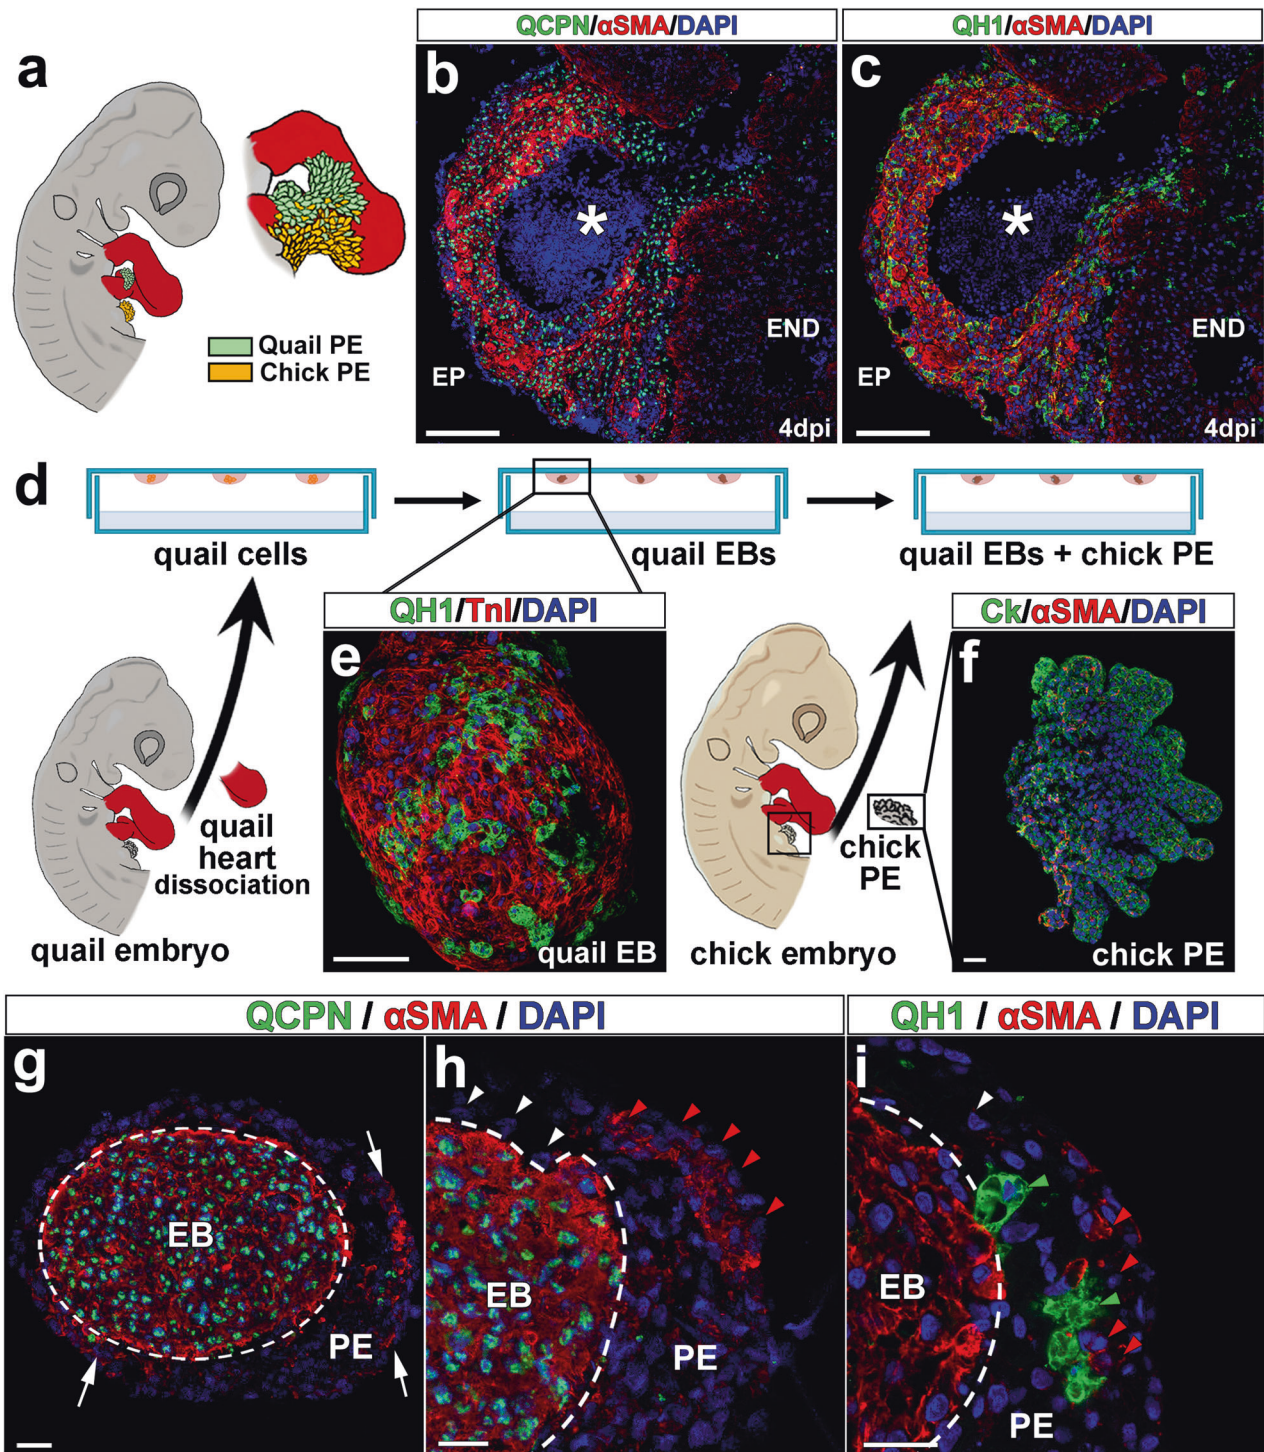 a
Quail PE
Chick PE
QCPN/αSMA/DAPI
b
*
END
EP
4dpi
QH1/αSMA/DAPI
c
*
END
EP
4dpi
d
quail cells
quail EBs
quail EBs + chick PE
quail
heart
dissociation
quail embryo
QH1/TnI/DAPI
e
quail EB
chick
PE
chick embryo
Ck/αSMA/DAPI
f
chick PE
QCPN / αSMA / DAPI
g
EB
PE
h
EB
PE
QH1 / αSMA / DAPI
i
EB
PE